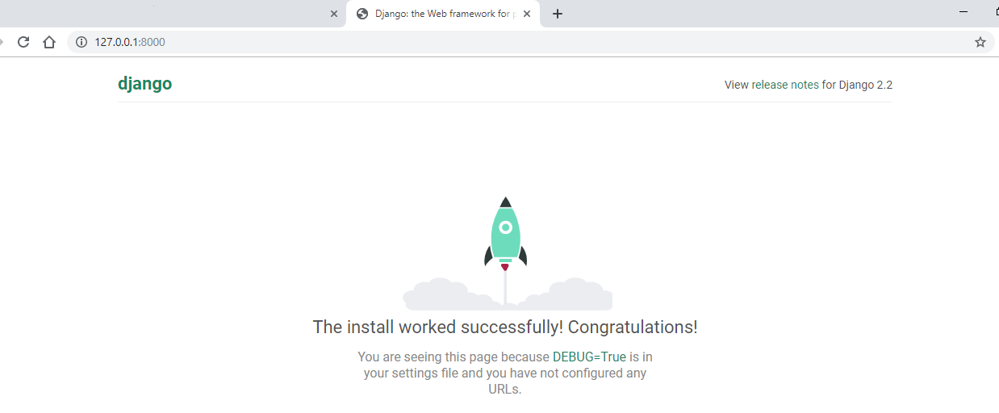 Django: the Web framework for p
127.0.0.1:8000
django
View release notes for Django 2.2
The install worked successfully! Congratulations!
You are seeing this page because DEBUG=True is in
your settings file and you have not configured any
URLs.